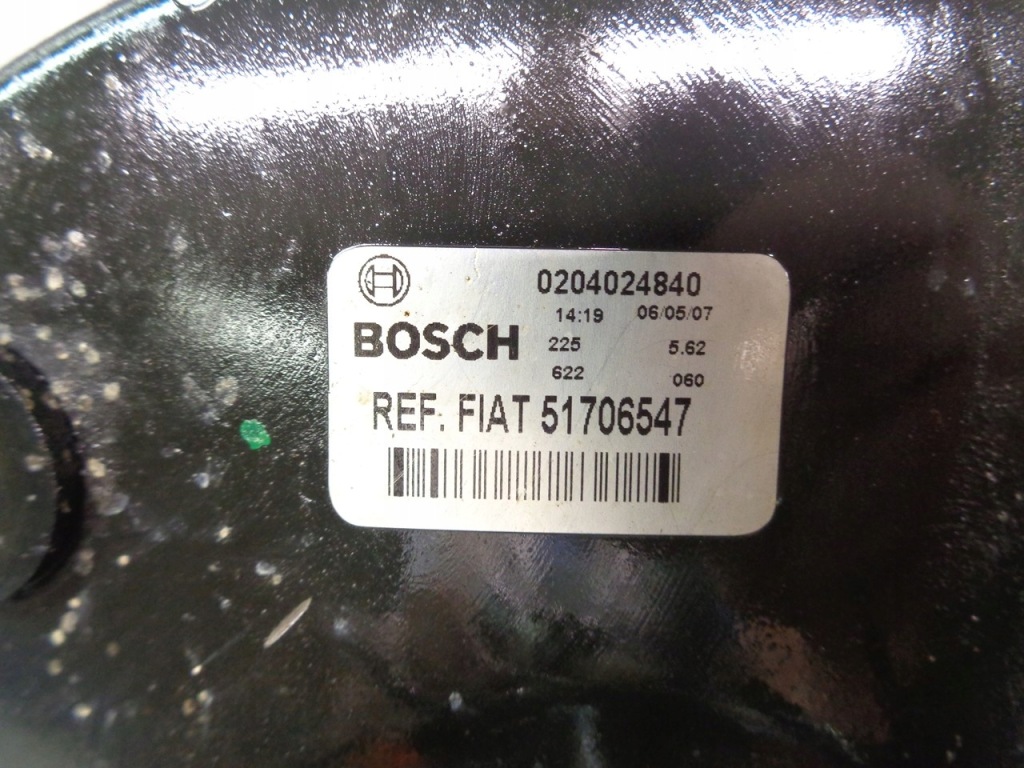 0204024840
14:19 06/05/07
BOSCH 225 5.62
622 060
REF. FIAT 51706547